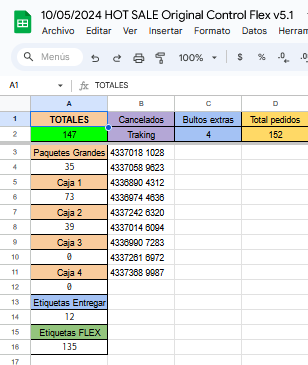 10/05/2024 HOT SALE Original Control Flex v5.1
Archivo Editar Ver Insertar Formato Datos Herram
Menús 100% $ % .0
A1 fx TOTALES
A B C D
1 TOTALES Cancelados Bultos extras Total pedidos
2 147 Traking 4 152
3 Paquetes Grandes 4337018 1028
4 35 4337058 9623
5 Caja 1 4336890 4312
6 73 4336974 4636
7 Caja 2 4337242 6320
8 39 4337014 6094
9 Caja 3 4336990 7283
10 0 4337261 6972
11 Caja 4 4337368 9987
12 0
13 Etiquetas Entregar
14 12
15 Etiquetas FLEX
16 135
17